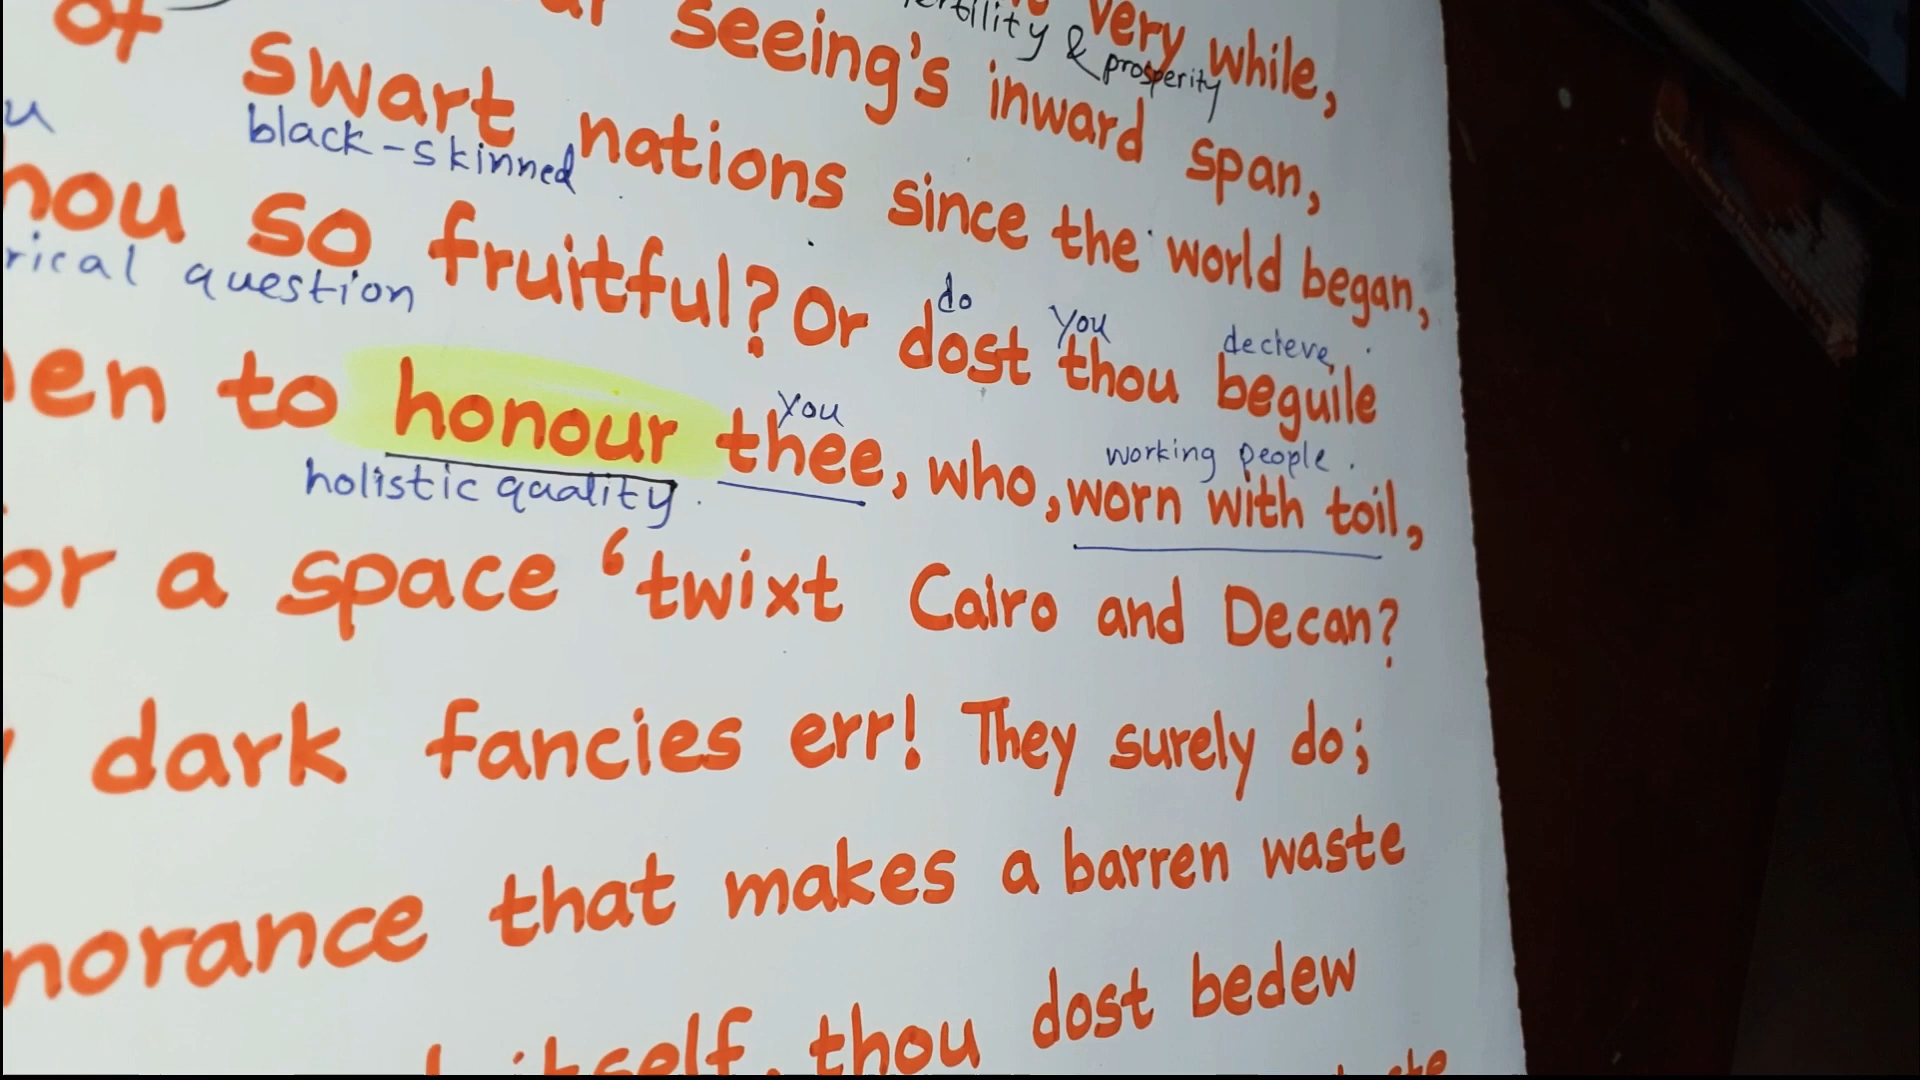 very while,
fertility & prosperity
of
seeing's inward span,
swart nations since the world began,
black-skinned
hou so fruitful? Or dost thou beguile
rical question
do
you
decieve
en to honour thee, who, worn with toil,
you
working people.
holistic quality.
or a space 'twixt Cairo and Decan?
dark fancies err! They surely do;
norance that makes a barren waste
itself, thou dost bedew